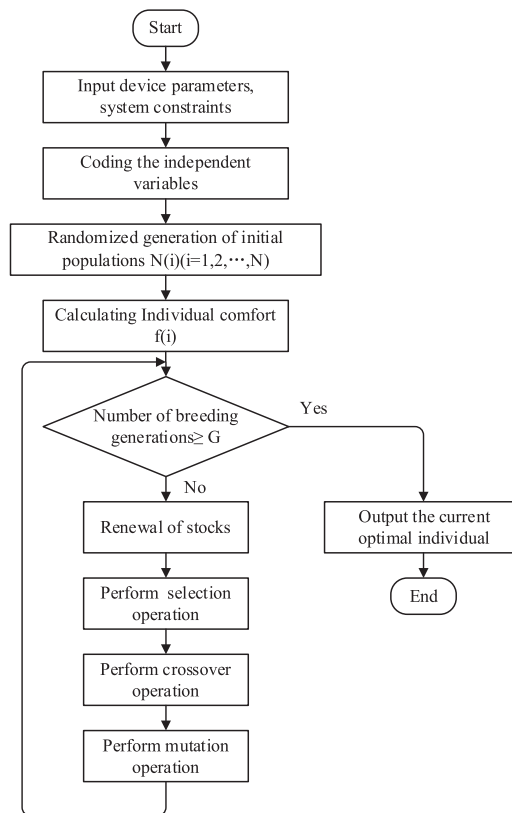 Start
Input device parameters,
system constraints
Coding the independent
variables
Randomized generation of initial
populations N(i)(i=1,2,⋯,N)
Calculating Individual comfort
f(i)
Number of breeding
generations≥ G
Yes
No
Renewal of stocks
Output the current
optimal individual
Perform selection
operation
End
Perform crossover
operation
Perform mutation
operation